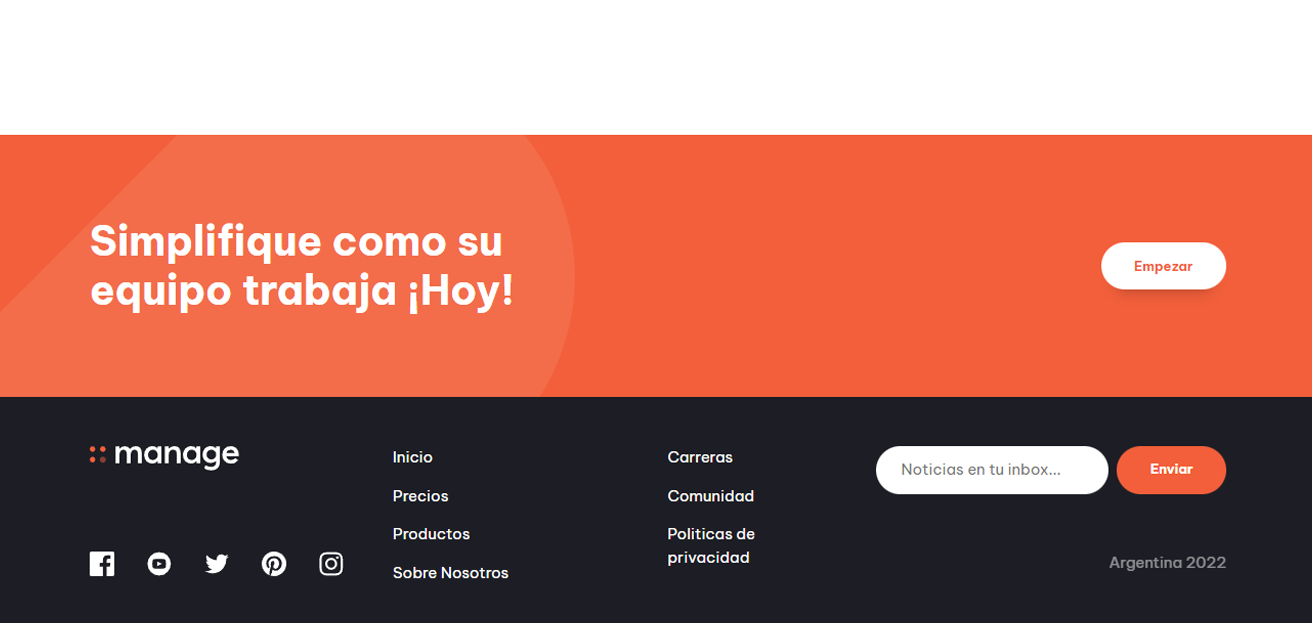 Simplifique como su
equipo trabaja ¡Hoy!
Empezar
manage
Inicio
Precios
Productos
Sobre Nosotros
Carreras
Comunidad
Politicas de
privacidad
Noticias en tu inbox...
Enviar
Argentina 2022